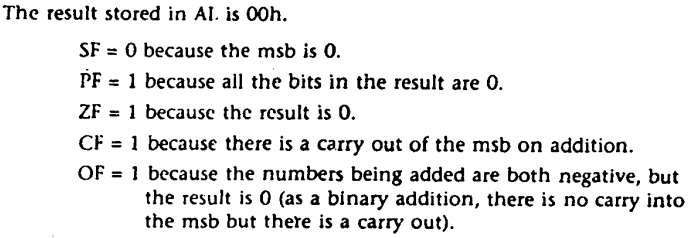 The result stored in AL is 00h.
SF = 0 because the msb is 0.
PF = 1 because all the bits in the result are 0.
ZF = 1 because the result is 0.
CF = 1 because there is a carry out of the msb on addition.
OF = 1 because the numbers being added are both negative, but
the result is 0 (as a binary addition, there is no carry into
the msb but there is a carry out).